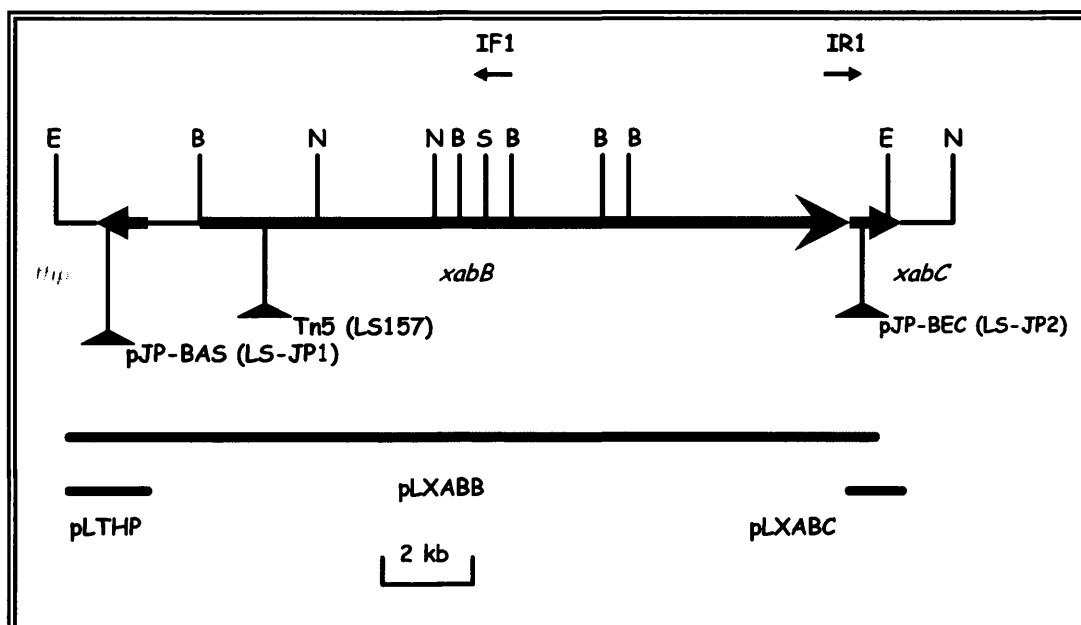 IF1 IR1
E B N N B S B B B E N
thp xabB xabC
Tn5 (LS157) pJP-BEC (LS-JP2)
pJP-BAS (LS-JP1)
pLXABB
pLTHP pLXABC
2 kb